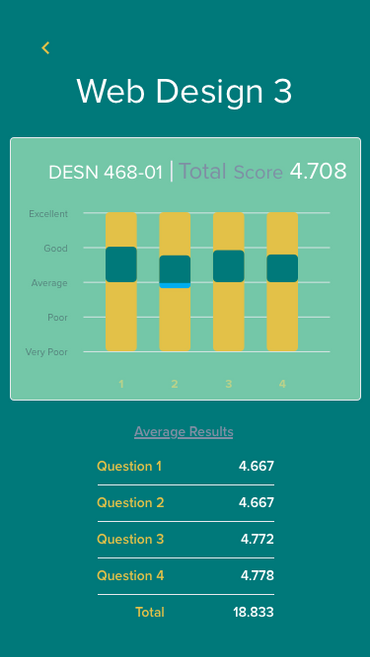 Web Design 3
DESN 468-01 | Total Score 4.708
Excellent
Good
Average
Poor
Very Poor
1 2 3 4
Average Results
Question 1 4.667
Question 2 4.667
Question 3 4.772
Question 4 4.778
Total 18.833